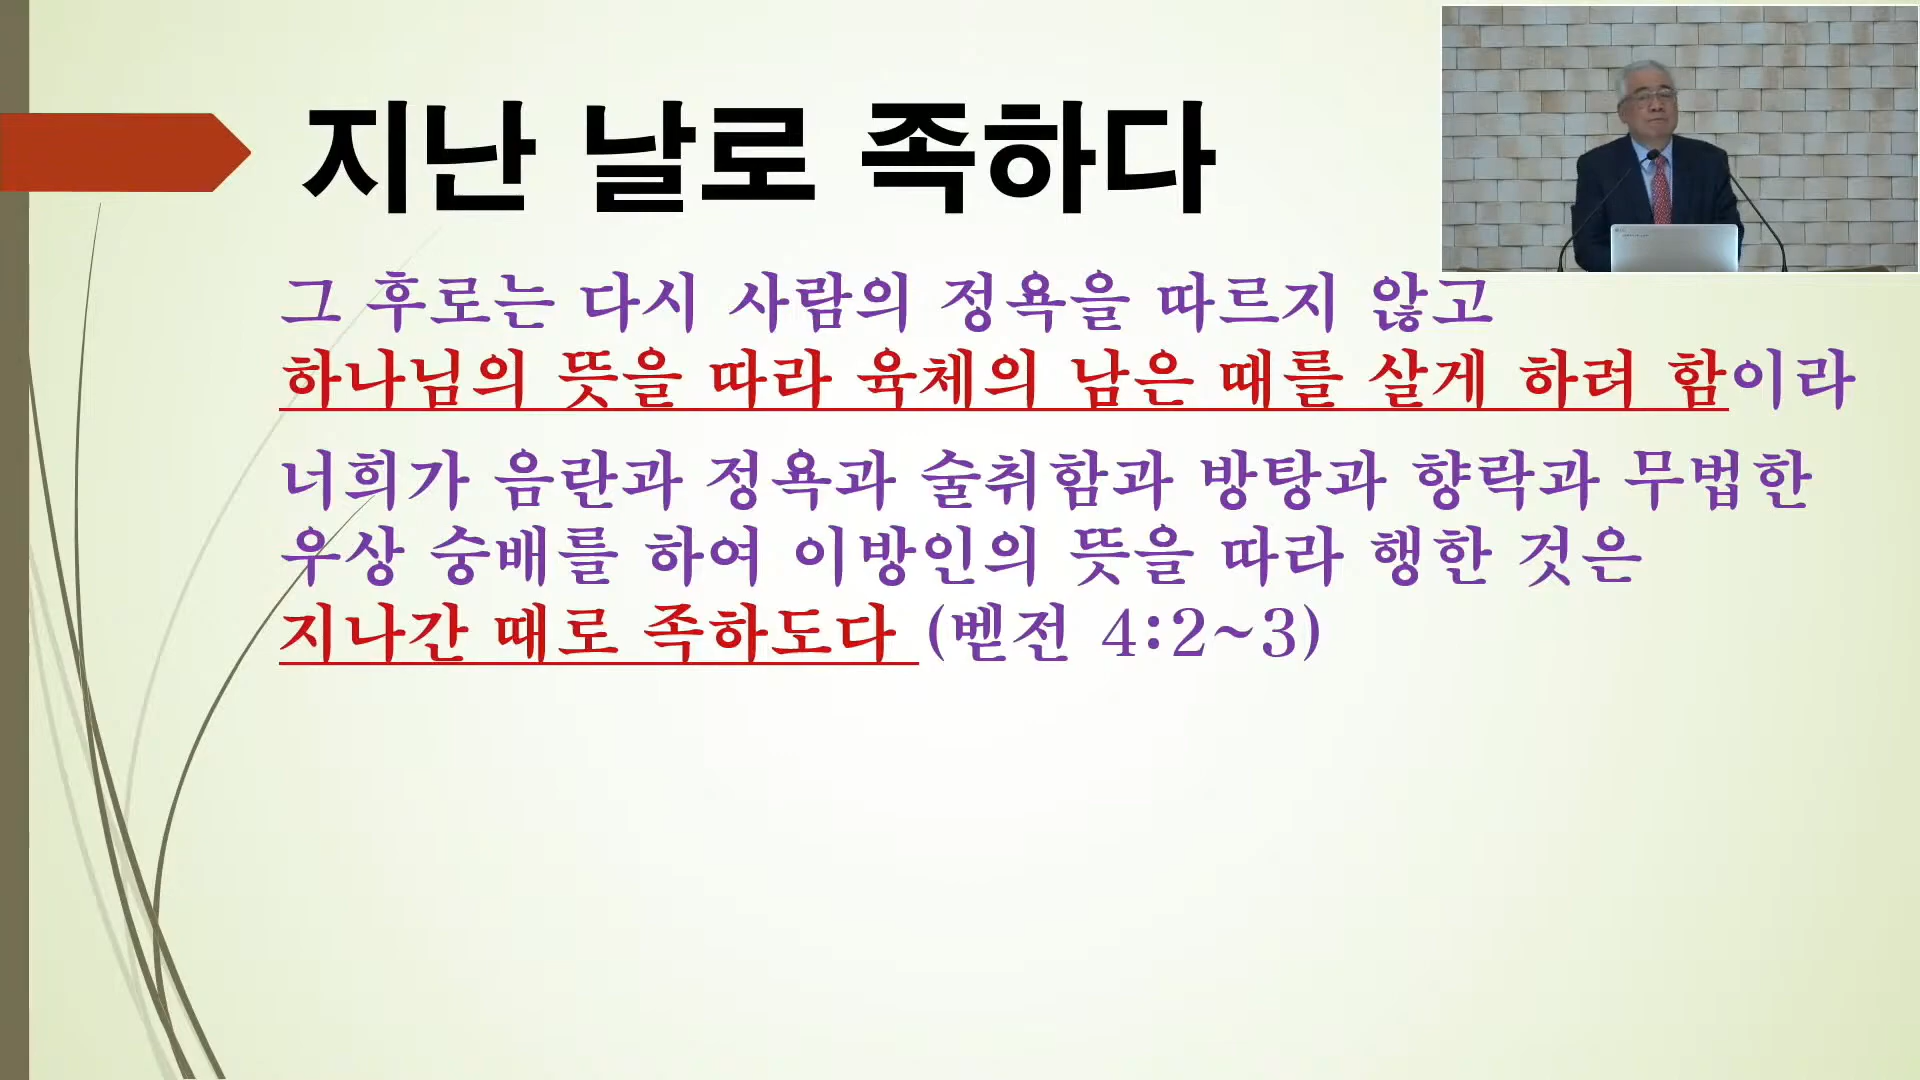 지난 날로 족하다
그 후로는 다시 사람의 정욕을 따르지 않고
하나님의 뜻을 따라 육체의 남은 때를 살게 하려 함이라
너희가 음란과 정욕과 술취함과 방탕과 향락과 무법한
우상 숭배를 하여 이방인의 뜻을 따라 행한 것은
지나간 때로 족하도다 (벧전 4:2~3)